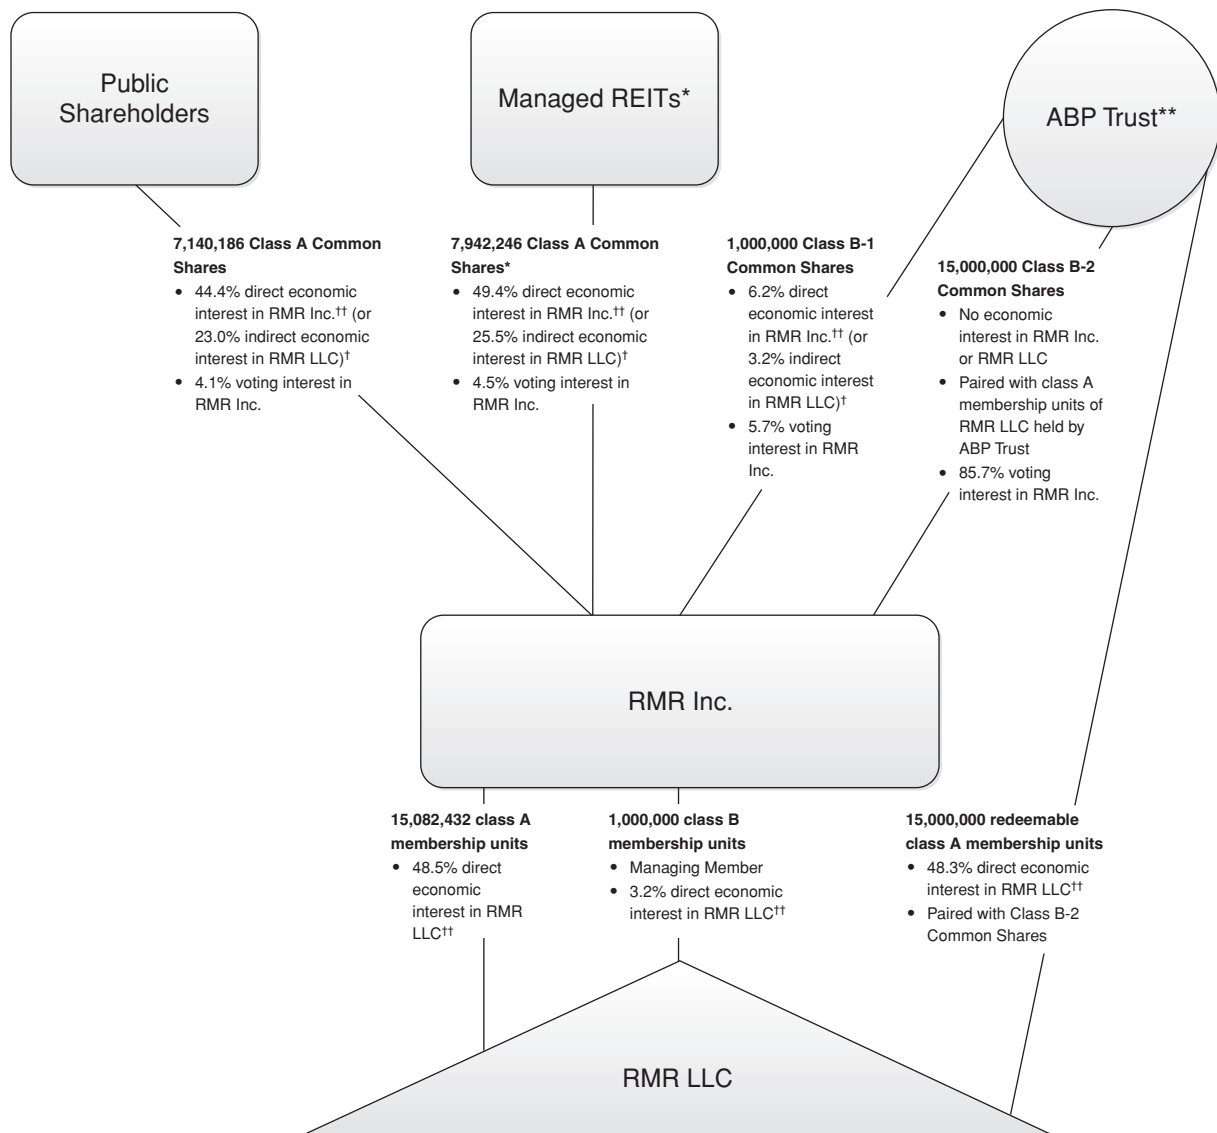 Public
Shareholders
Managed REITs*
ABP Trust**
7,140,186 Class A Common
Shares
• 44.4% direct economic
interest in RMR Inc.†† (or
23.0% indirect economic
interest in RMR LLC)†
• 4.1% voting interest in
RMR Inc.
7,942,246 Class A Common
Shares*
• 49.4% direct economic
interest in RMR Inc.†† (or
25.5% indirect economic
interest in RMR LLC)†
• 4.5% voting interest in
RMR Inc.
1,000,000 Class B-1
Common Shares
• 6.2% direct
economic interest
in RMR Inc.†† (or
3.2% indirect
economic interest
in RMR LLC)†
• 5.7% voting
interest in RMR
Inc.
15,000,000 Class B-2
Common Shares
• No economic
interest in RMR Inc.
or RMR LLC
• Paired with class A
membership units of
RMR LLC held by
ABP Trust
• 85.7% voting
interest in RMR Inc.
RMR Inc.
15,082,432 class A
membership units
• 48.5% direct
economic
interest in RMR
LLC††
1,000,000 class B
membership units
• Managing Member
• 3.2% direct economic
interest in RMR LLC††
15,000,000 redeemable
class A membership units
• 48.3% direct economic
interest in RMR LLC††
• Paired with Class B-2
Common Shares
RMR LLC